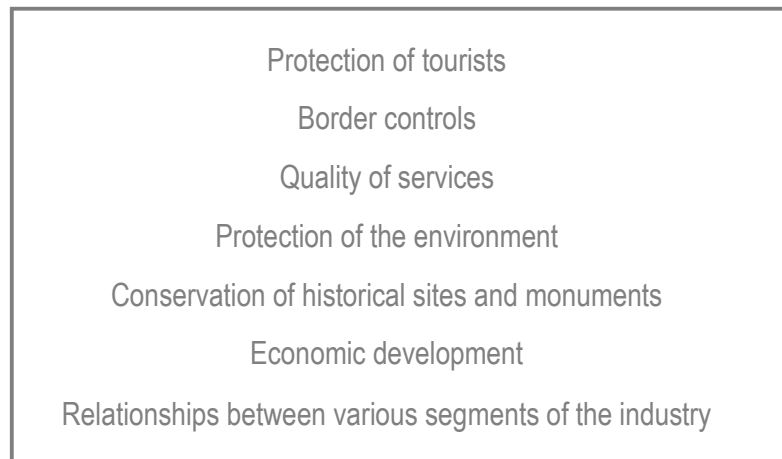 Protection of tourists
Border controls
Quality of services
Protection of the environment
Conservation of historical sites and monuments
Economic development
Relationships between various segments of the industry